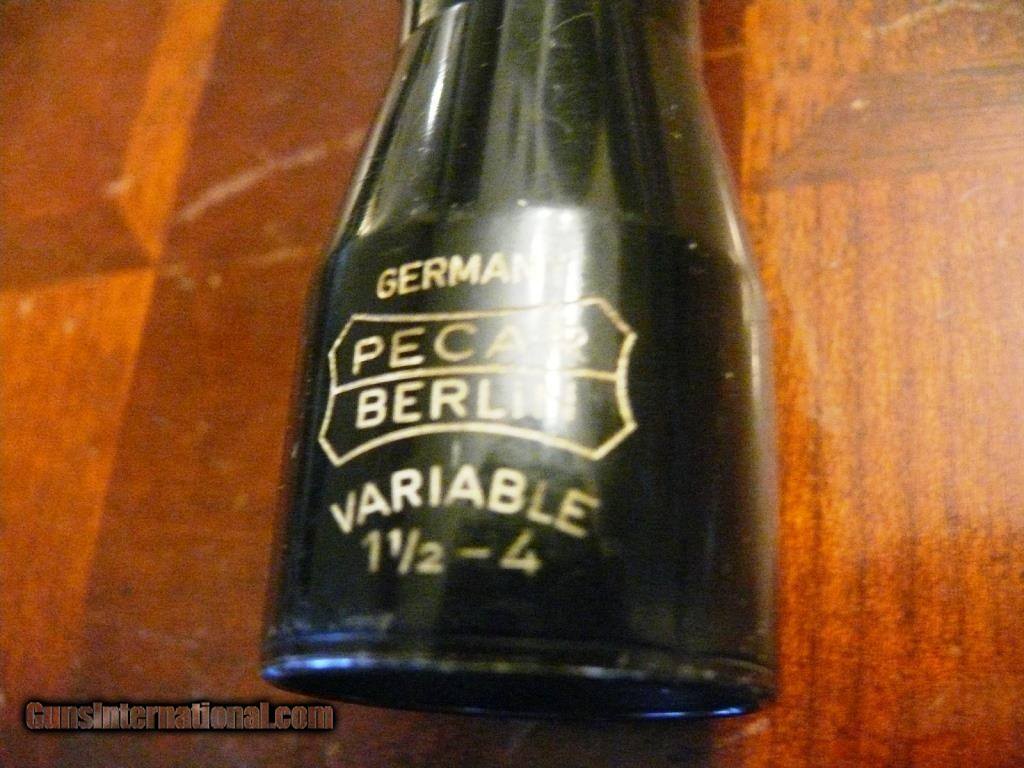 GERMANY
PECAR
BERLIN
VARIABLE
1½-4
GunsInternational.com